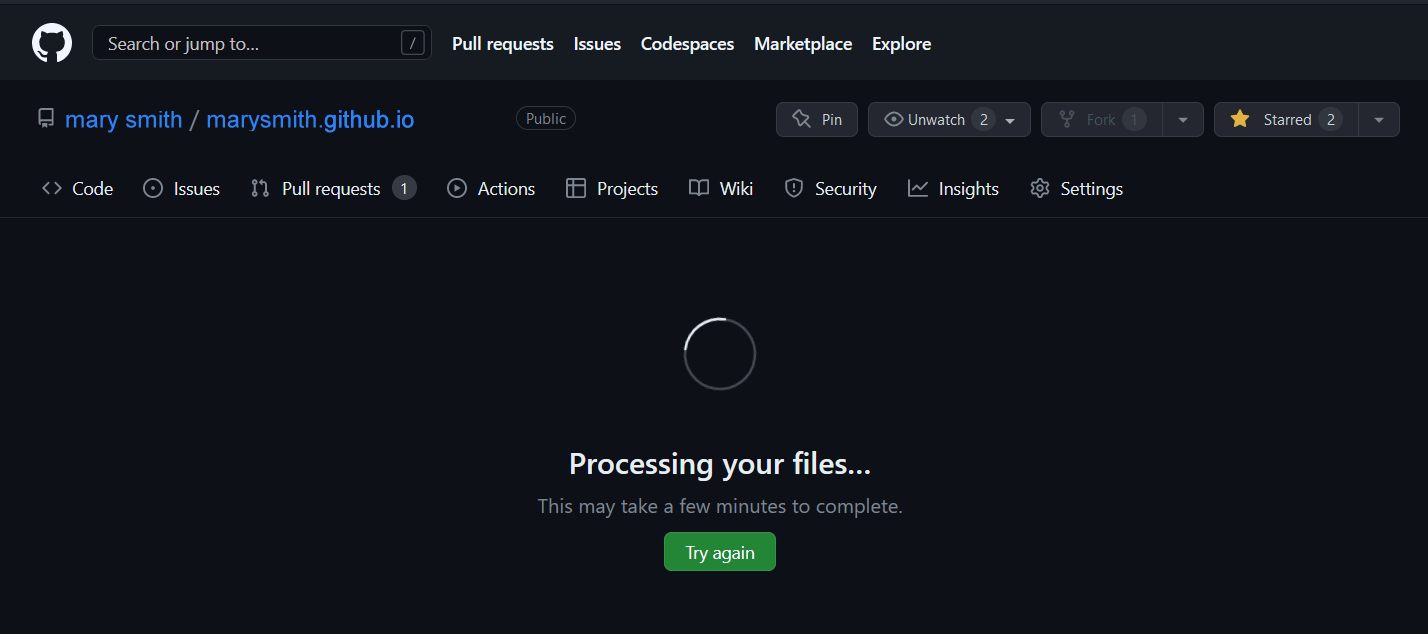 Search or jump to... / Pull requests Issues Codespaces Marketplace Explore
mary smith / marysmith.github.io Public Pin Unwatch 2 Fork 1 Starred 2
Code Issues Pull requests 1 Actions Projects Wiki Security Insights Settings
Processing your files…
This may take a few minutes to complete.
Try again